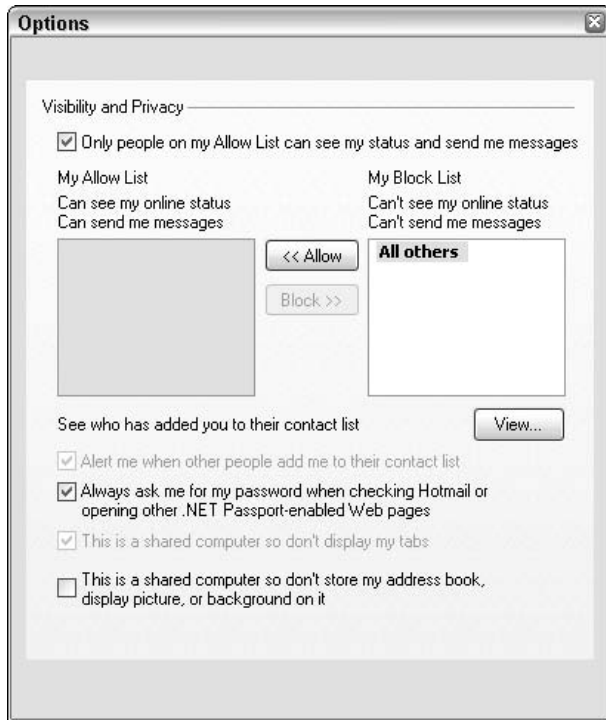 Options
Visibility and Privacy
Only people on my Allow List can see my status and send me messages
My Allow List
Can see my online status
Can send me messages
My Block List
Can't see my online status
Can't send me messages
<< Allow
Block >>
All others
See who has added you to their contact list
View...
Alert me when other people add me to their contact list
Always ask me for my password when checking Hotmail or
opening other .NET Passport-enabled Web pages
This is a shared computer so don't display my tabs
This is a shared computer so don't store my address book,
display picture, or background on it